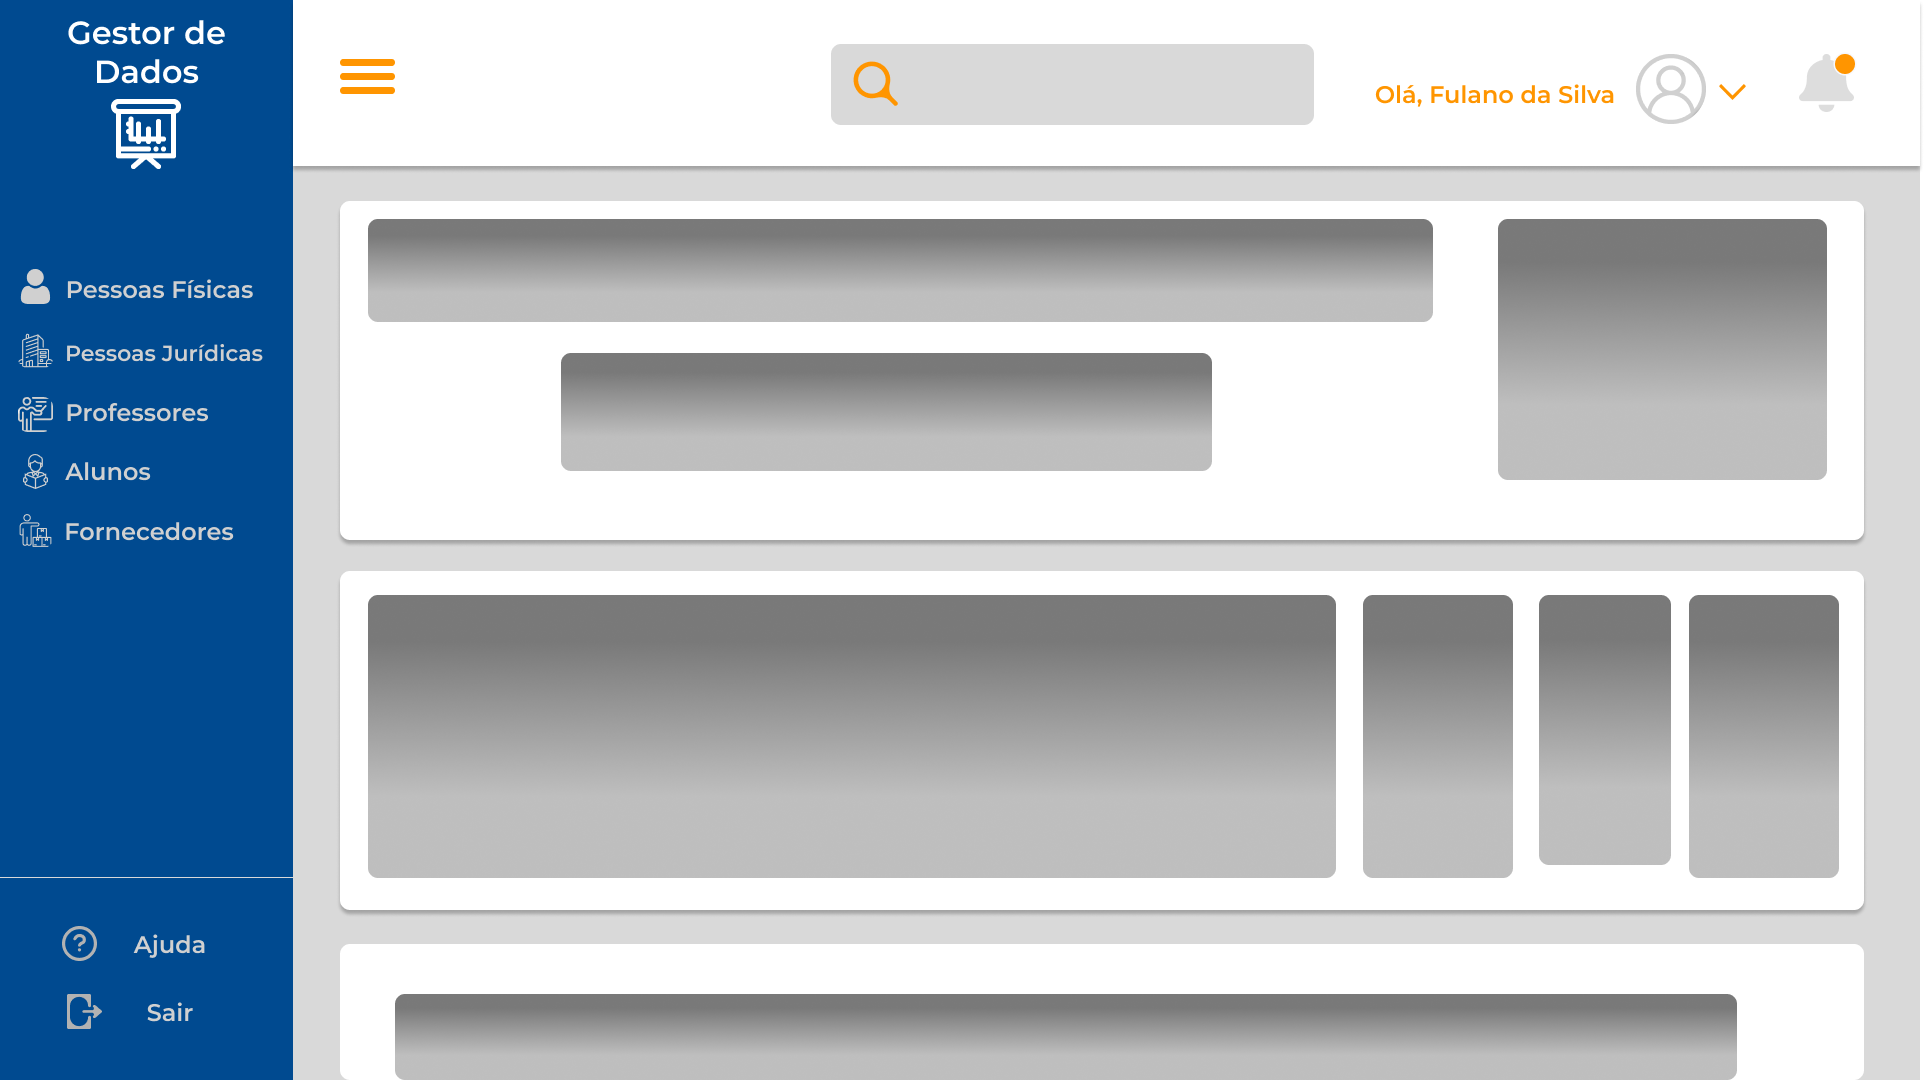 Gestor de
Dados
Olá, Fulano da Silva
Pessoas Físicas
Pessoas Jurídicas
Professores
Alunos
Fornecedores
Ajuda
Sair